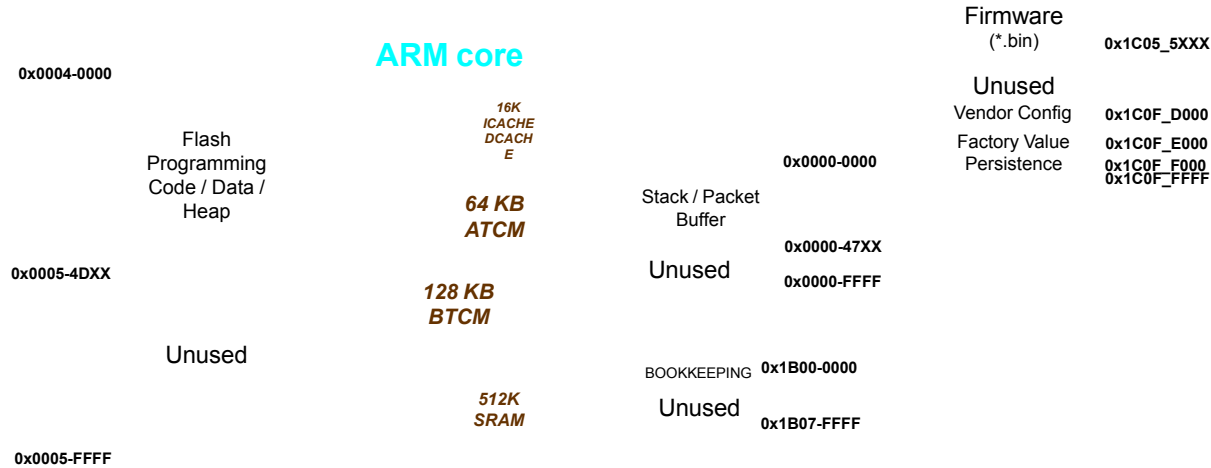 0x0004-0000
Flash
Programming
Code / Data /
Heap
0x0005-4DXX
Unused
0x0005-FFFF
ARM core
16K
ICACHE
DCACH
E
64 KB
ATCM
128 KB
BTCM
512K
SRAM
0x0000-0000
Stack / Packet
Buffer
0x0000-47XX
Unused
0x0000-FFFF
BOOKKEEPING 0x1B00-0000
Unused
0x1B07-FFFF
Firmware
(*.bin) 0x1C05_5XXX
Unused
Vendor Config 0x1C0F_D000
Factory Value 0x1C0F_E000
Persistence 0x1C0F_F000
0x1C0F_FFFF